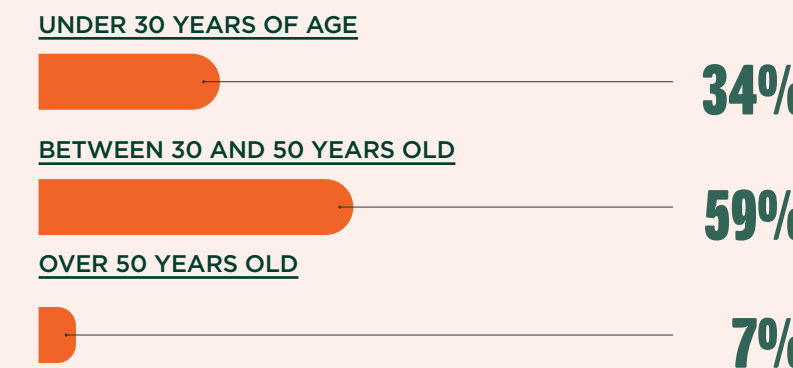 UNDER 30 YEARS OF AGE
34%
BETWEEN 30 AND 50 YEARS OLD
59%
OVER 50 YEARS OLD
7%